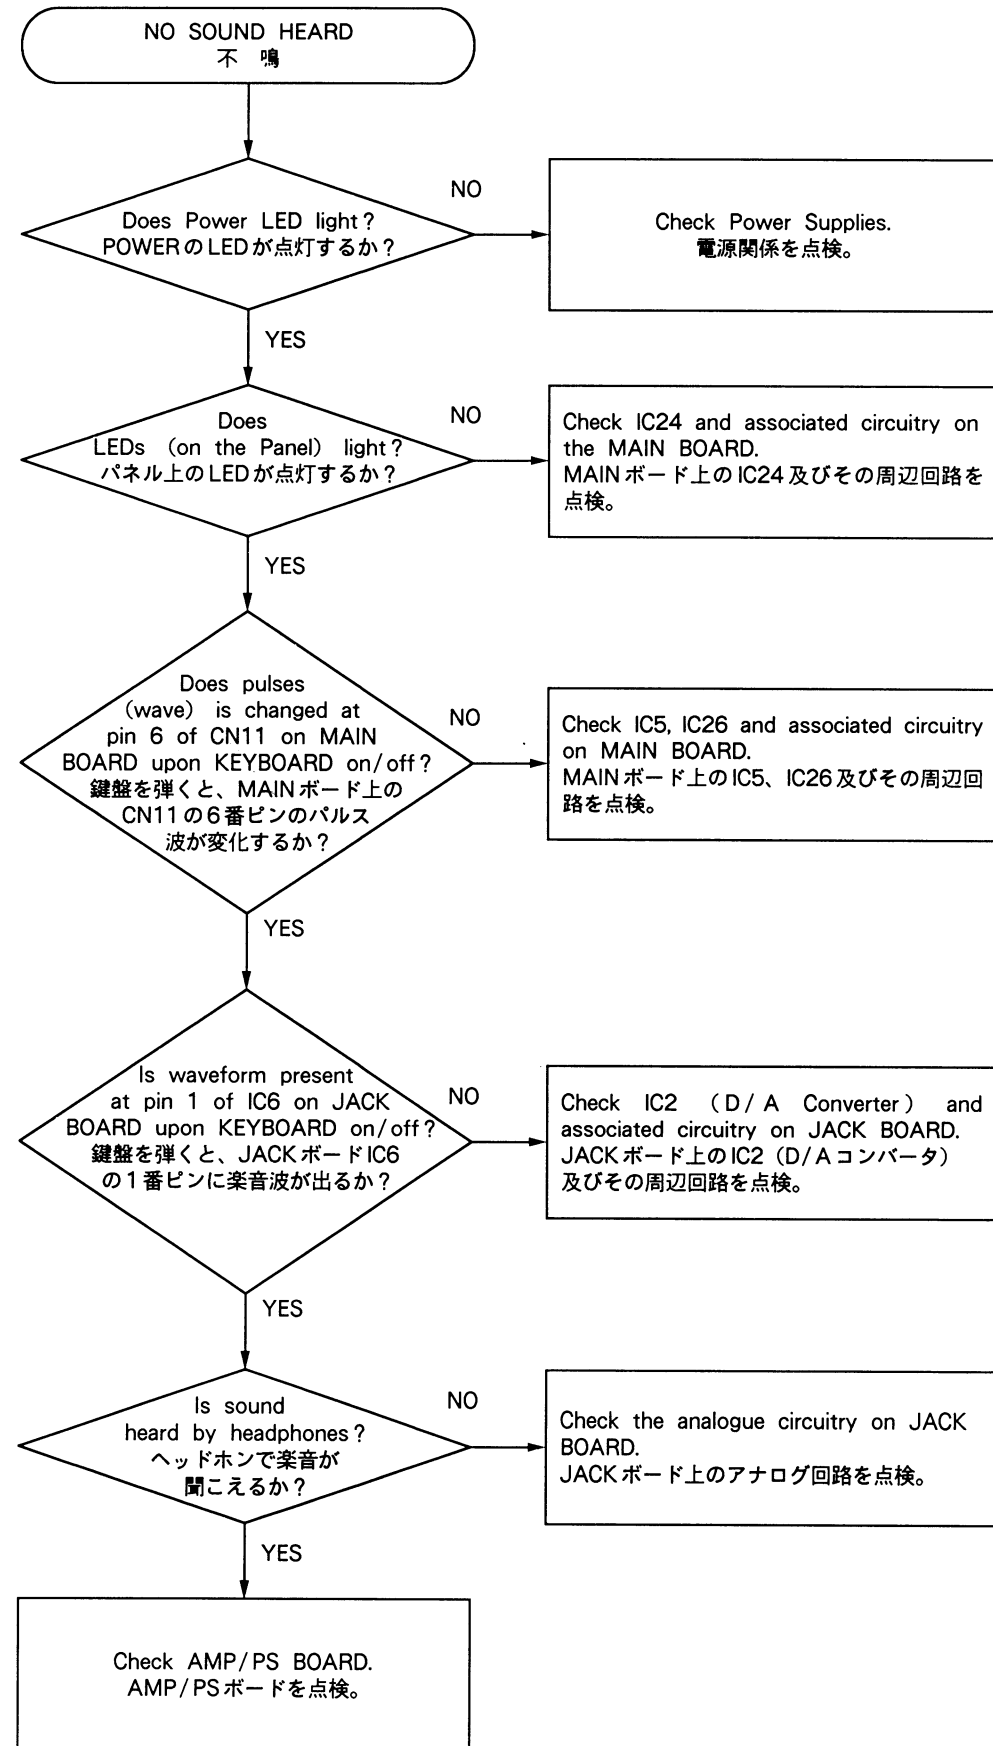 NO SOUND HEARD
不 鳴
NO
Does Power LED light?
POWERのLEDが点灯するか?
Check Power Supplies.
電源関係を点検。
YES
NO
Does
LEDs (on the Panel) light?
パネル上のLEDが点灯するか?
Check IC24 and associated circuitry on
the MAIN BOARD.
MAINボード上のIC24及びその周辺回路を
点検。
YES
NO
Does pulses
(wave) is changed at
pin 6 of CN11 on MAIN
BOARD upon KEYBOARD on/off?
鍵盤を弾くと、MAINボード上の
CN11の6番ピンのパルス
波が変化するか?
Check IC5, IC26 and associated circuitry
on MAIN BOARD.
MAINボード上のIC5、IC26及びその周辺回
路を点検。
YES
NO
Is waveform present
at pin 1 of IC6 on JACK
BOARD upon KEYBOARD on/off?
鍵盤を弾くと、JACKボードIC6
の1番ピンに楽音波が出るか?
Check IC2 (D/A Converter) and
associated circuitry on JACK BOARD.
JACKボード上のIC2(D/Aコンバータ)
及びその周辺回路を点検。
YES
NO
Is sound
heard by headphones?
ヘッドホンで楽音が
聞こえるか?
Check the analogue circuitry on JACK
BOARD.
JACKボード上のアナログ回路を点検。
YES
Check AMP/PS BOARD.
AMP/PSボードを点検。